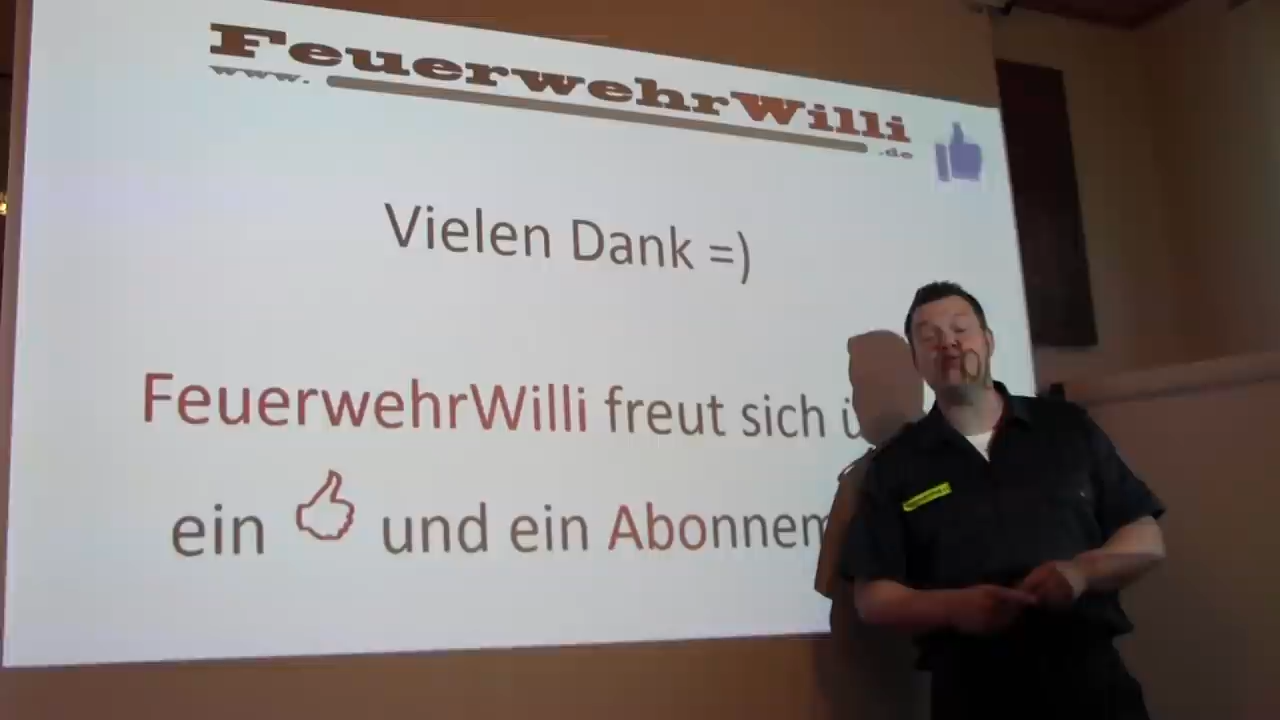 FeuerwehrWilli
www.
.de
Vielen Dank =)
FeuerwehrWilli freut sich ü
ein und ein Abonnem